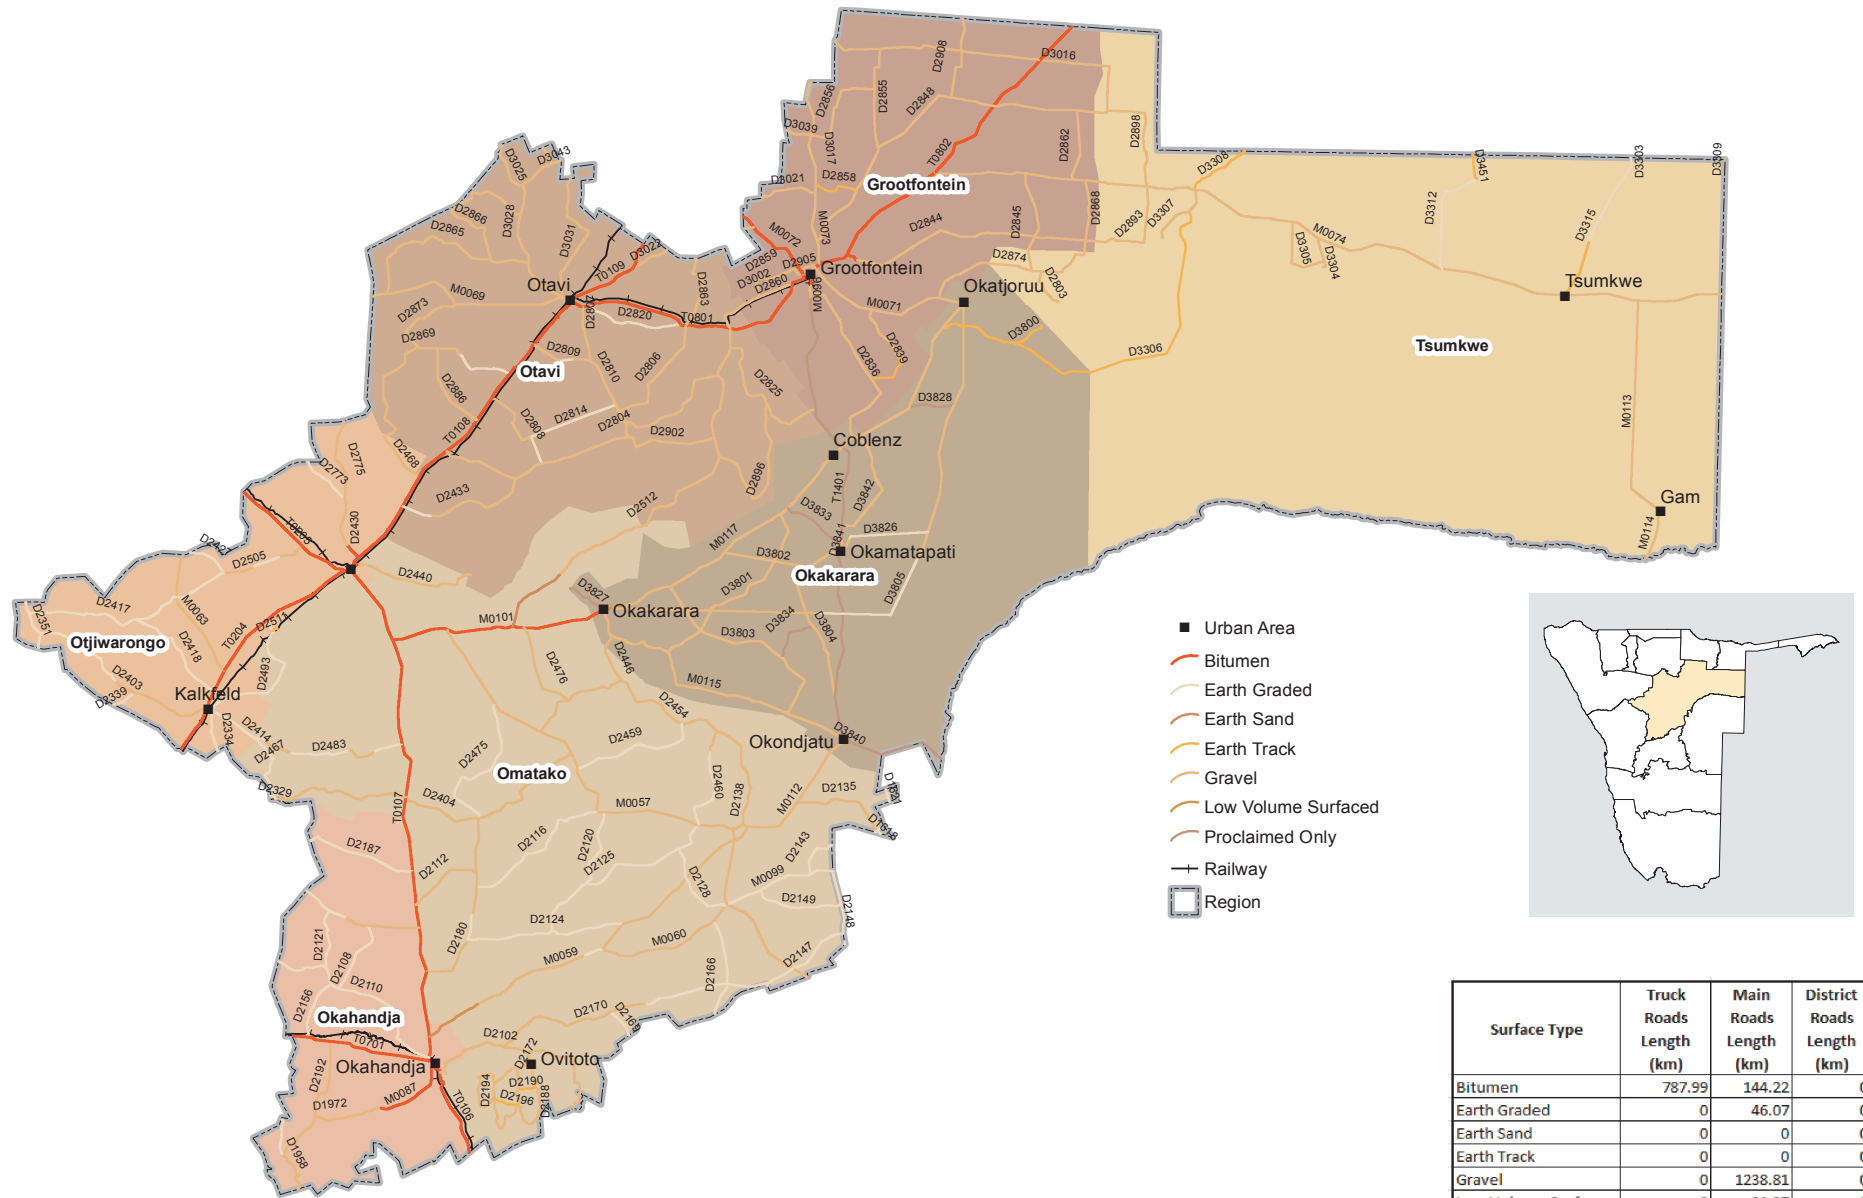 D3016
D2908
D2855
D2848
D2856
D3039
D3017
D2862
D2898
T0802
D3021
D2858
Grootfontein
D3308
D3451
D3303
D3309
D3025
D3043
D2866
D2865
D3028
D3031
M0072
M0073
D2844
D2845
D2868
D2893
D3307
D3312
D3315
M0074
D3305
D3304
D3023
T0109
D2859
D2905
D3002
D2860
Grootfontein
D2874
D2803
Otavi
D2863
Okatjoruu
Tsumkwe
M0069
D2873
D2869
D2820
T0801
M0071
D3800
D3306
Tsumkwe
D2809
D2810
D2806
Otavi
D2839
D2836
D2825
D2886
D3828
M0113
T0108
D2808
D2814
D2804
D2902
Coblenz
D2468
D2775
D2773
D2896
T1401
D3842
D2433
D2512
D3833
Gam
M0114
T0205
D2430
M0117
D3826
D3841
Okamatapati
D2505
D2440
D3802
Okakarara
D3801
D3805
D3827
Okakarara
D2417
D2351
M0063
D2511
T0204
M0101
D3834
D3803
D3804
Otjiwarongo
D2418
D2493
D2476
D2446
M0115
D2403
D2339
Kalkfeld
D2334
D2414
D2467
D2454
D2483
D2475
D2459
Okondjatu
D3840
Omatako
D2329
D2404
T0107
M0057
D2460
D2138
M0112
D2135
D1618
D2116
D2120
D2125
D2143
D2187
D2112
D2128
M0099
D2149
D2148
D2124
D2180
M0059
M0060
D2147
D2166
D2121
D2108
D2110
D2156
Okahandja
T0701
D2170
D2169
D2102
D2172
Ovitoto
Okahandja
D2192
M0087
D1972
T0106
D2194
D2190
D2196
D2188
D1958
Urban Area
Bitumen
Earth Graded
Earth Sand
Earth Track
Gravel
Low Volume Surfaced
Proclaimed Only
Railway
Region
Surface Type Truck Roads Length (km) Main Roads Length (km) District Roads Length (km)
Bitumen 787.99 144.22
Earth Graded 0 46.07
Earth Sand 0 0
Earth Track 0 0
Gravel 0 1238.81